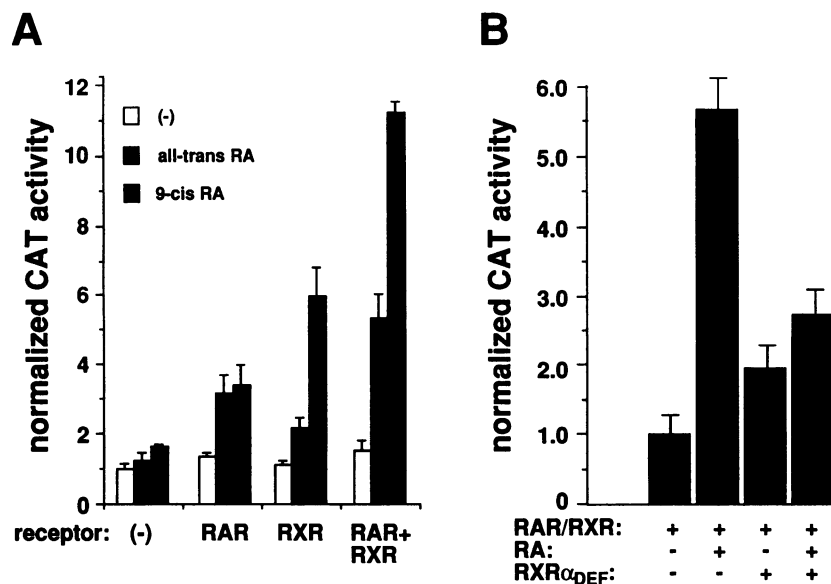 A
normalized CAT activity
12
10
8
6
4
2
0
(-)
all-trans RA
9-cis RA
receptor: (-) RAR RXR RAR+
RXR
B
normalized CAT activity
6.0
5.0
4.0
3.0
2.0
1.0
0
RAR/RXR: + + + +
RA: - + - +
RXRαDEF: - - + +